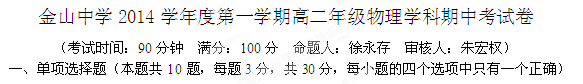 金山中学 2014 学年度第一学期高二年级物理学科期中考试卷
(考试时间：90 分钟　满分：100 分　命题人：徐永存　审核人：朱宏权)
一、单项选择题（本题共 10 题，每题 3 分，共 30 分，每小题的四个选项中只有一个正确）